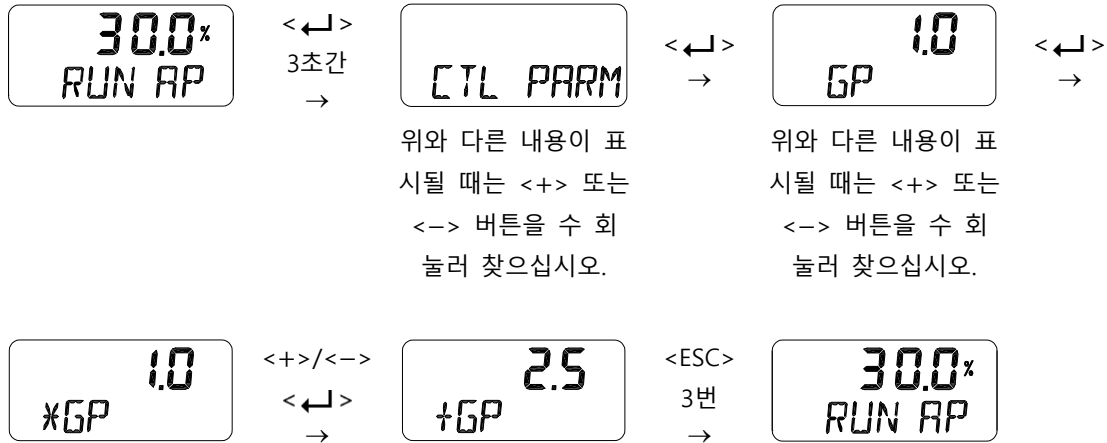 30.0%
RUN AP
<↵>
3초간
→
CTL PARM
<↵>
→
1.0
GP
<↵>
→
위와 다른 내용이 표
시될 때는 <+> 또는
<−> 버튼을 수 회
눌러 찾으십시오.
위와 다른 내용이 표
시될 때는 <+> 또는
<−> 버튼을 수 회
눌러 찾으십시오.
1.0
*GP
<+>/<−>
<↵>
→
2.5
+GP
<ESC>
3번
→
30.0%
RUN AP